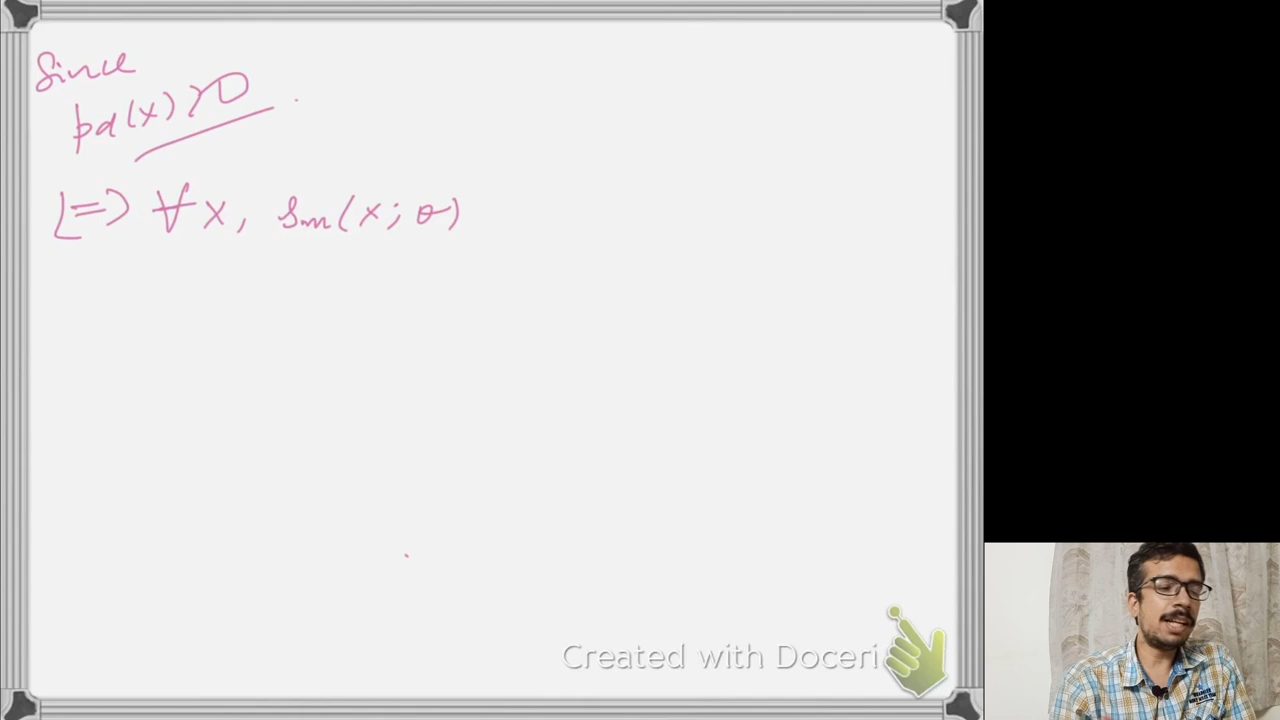 Since
pd(x) > 0
[=> ∀ x, sm(x; θ)
Created with Doceri